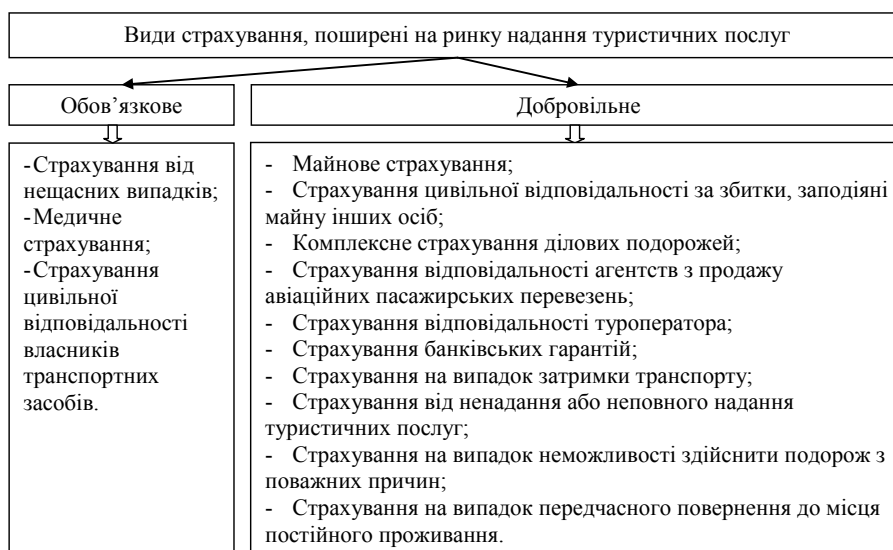 Види страхування, поширені на ринку надання туристичних послуг
Обов’язкове
Добровільне
-Страхування від
нещасних випадків;
-Медичне
страхування;
-Страхування
цивільної
відповідальності
власників
транспортних
засобів.
- Майнове страхування;
- Страхування цивільної відповідальності за збитки, заподіяні
майну інших осіб;
- Комплексне страхування ділових подорожей;
- Страхування відповідальності агентств з продажу
авіаційних пасажирських перевезень;
- Страхування відповідальності туроператора;
- Страхування банківських гарантій;
- Страхування на випадок затримки транспорту;
- Страхування від ненадання або неповного надання
туристичних послуг;
- Страхування на випадок неможливості здійснити подорож з
поважних причин;
- Страхування на випадок передчасного повернення до місця
постійного проживання.